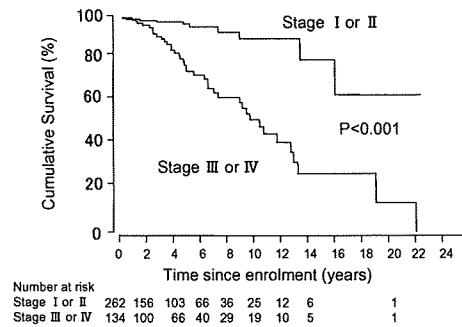 Cumulative Survival (%)
100
80
60
40
20
0
Stage Ⅰ or Ⅱ
P<0.001
Stage Ⅲ or Ⅳ
0 2 4 6 8 10 12 14 16 18 20 22 24
Time since enrolment (years)
Number at risk
Stage Ⅰ or Ⅱ 262 156 103 66 36 25 12 6 1
Stage Ⅲ or Ⅳ 134 100 66 40 29 19 10 5 1